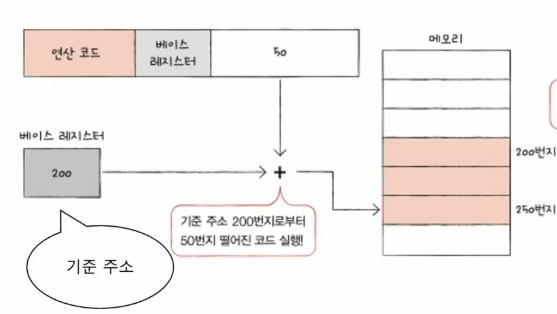 연산 코드
베이스
레지스터
50
메모리
베이스 레지스터
200
+
200번지
250번지
기준 주소 200번지로부터
50번지 떨어진 코드 실행!
기준 주소